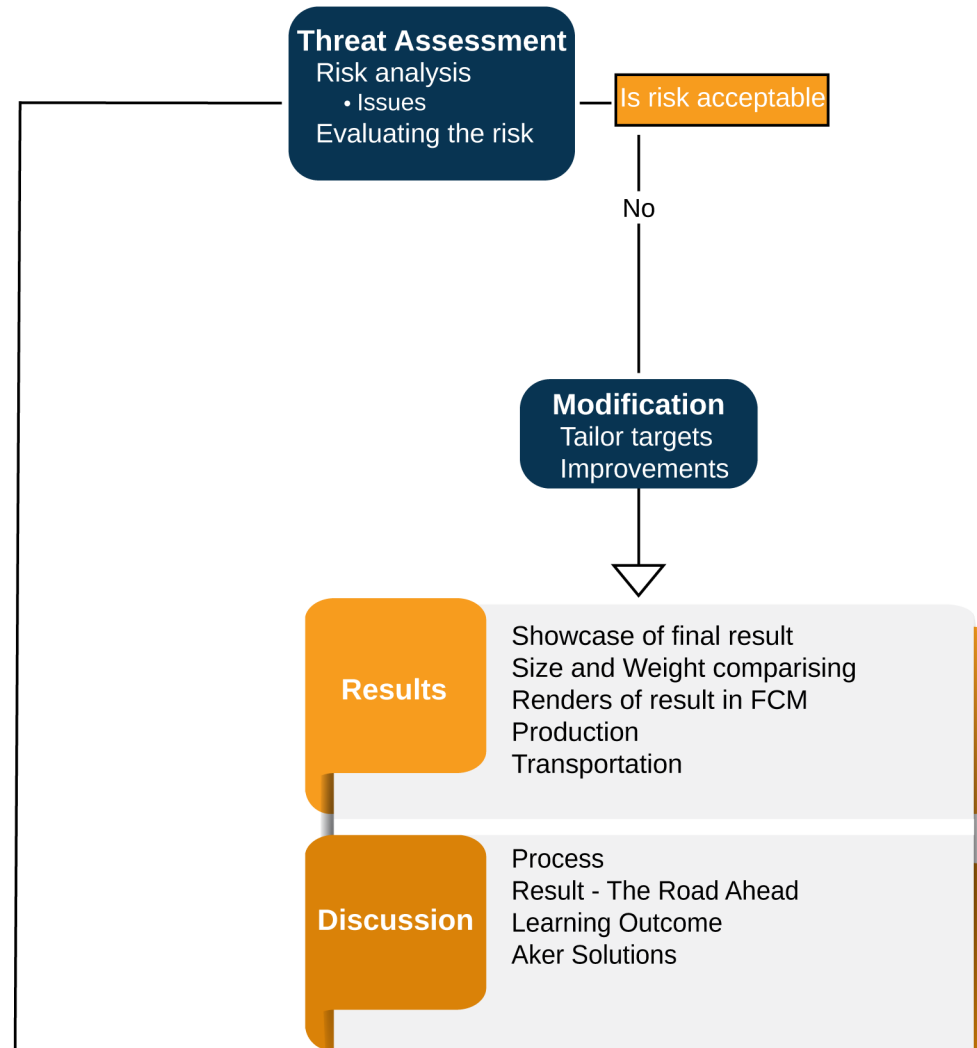 Threat Assessment
Risk analysis
• Issues
Evaluating the risk
Is risk acceptable
No
Modification
Tailor targets
Improvements
Results
Showcase of final result
Size and Weight comparising
Renders of result in FCM
Production
Transportation
Discussion
Process
Result - The Road Ahead
Learning Outcome
Aker Solutions